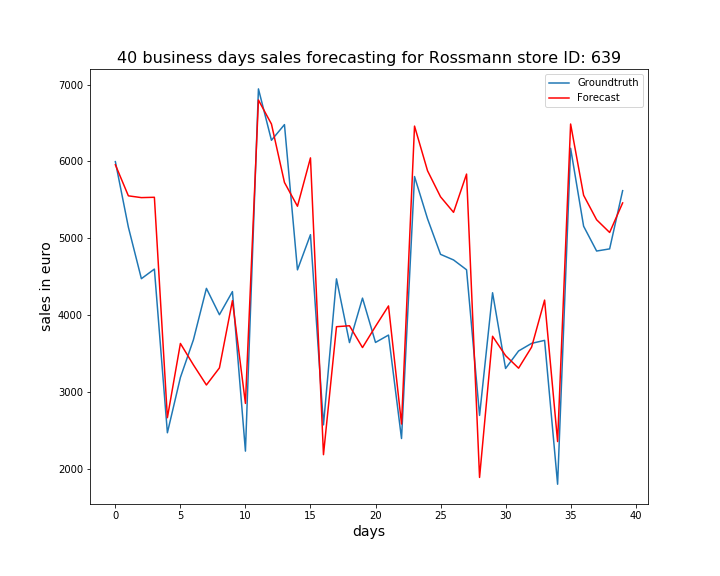 40 business days sales forecasting for Rossmann store ID: 639
Groundtruth
Forecast
7000
6000
5000
4000
3000
2000
sales in euro
0 5 10 15 20 25 30 35 40
days